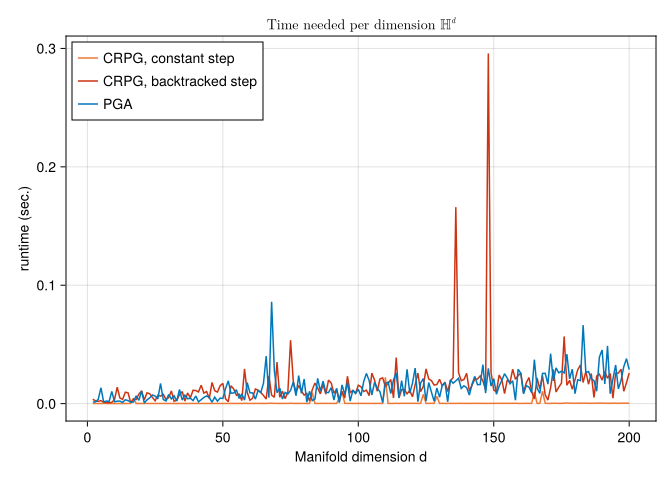 Time needed per dimension ℍᵈ
CRPG, constant step
CRPG, backtracked step
PGA
runtime (sec.)
0.3
0.2
0.1
0.0
0 50 100 150 200
Manifold dimension d